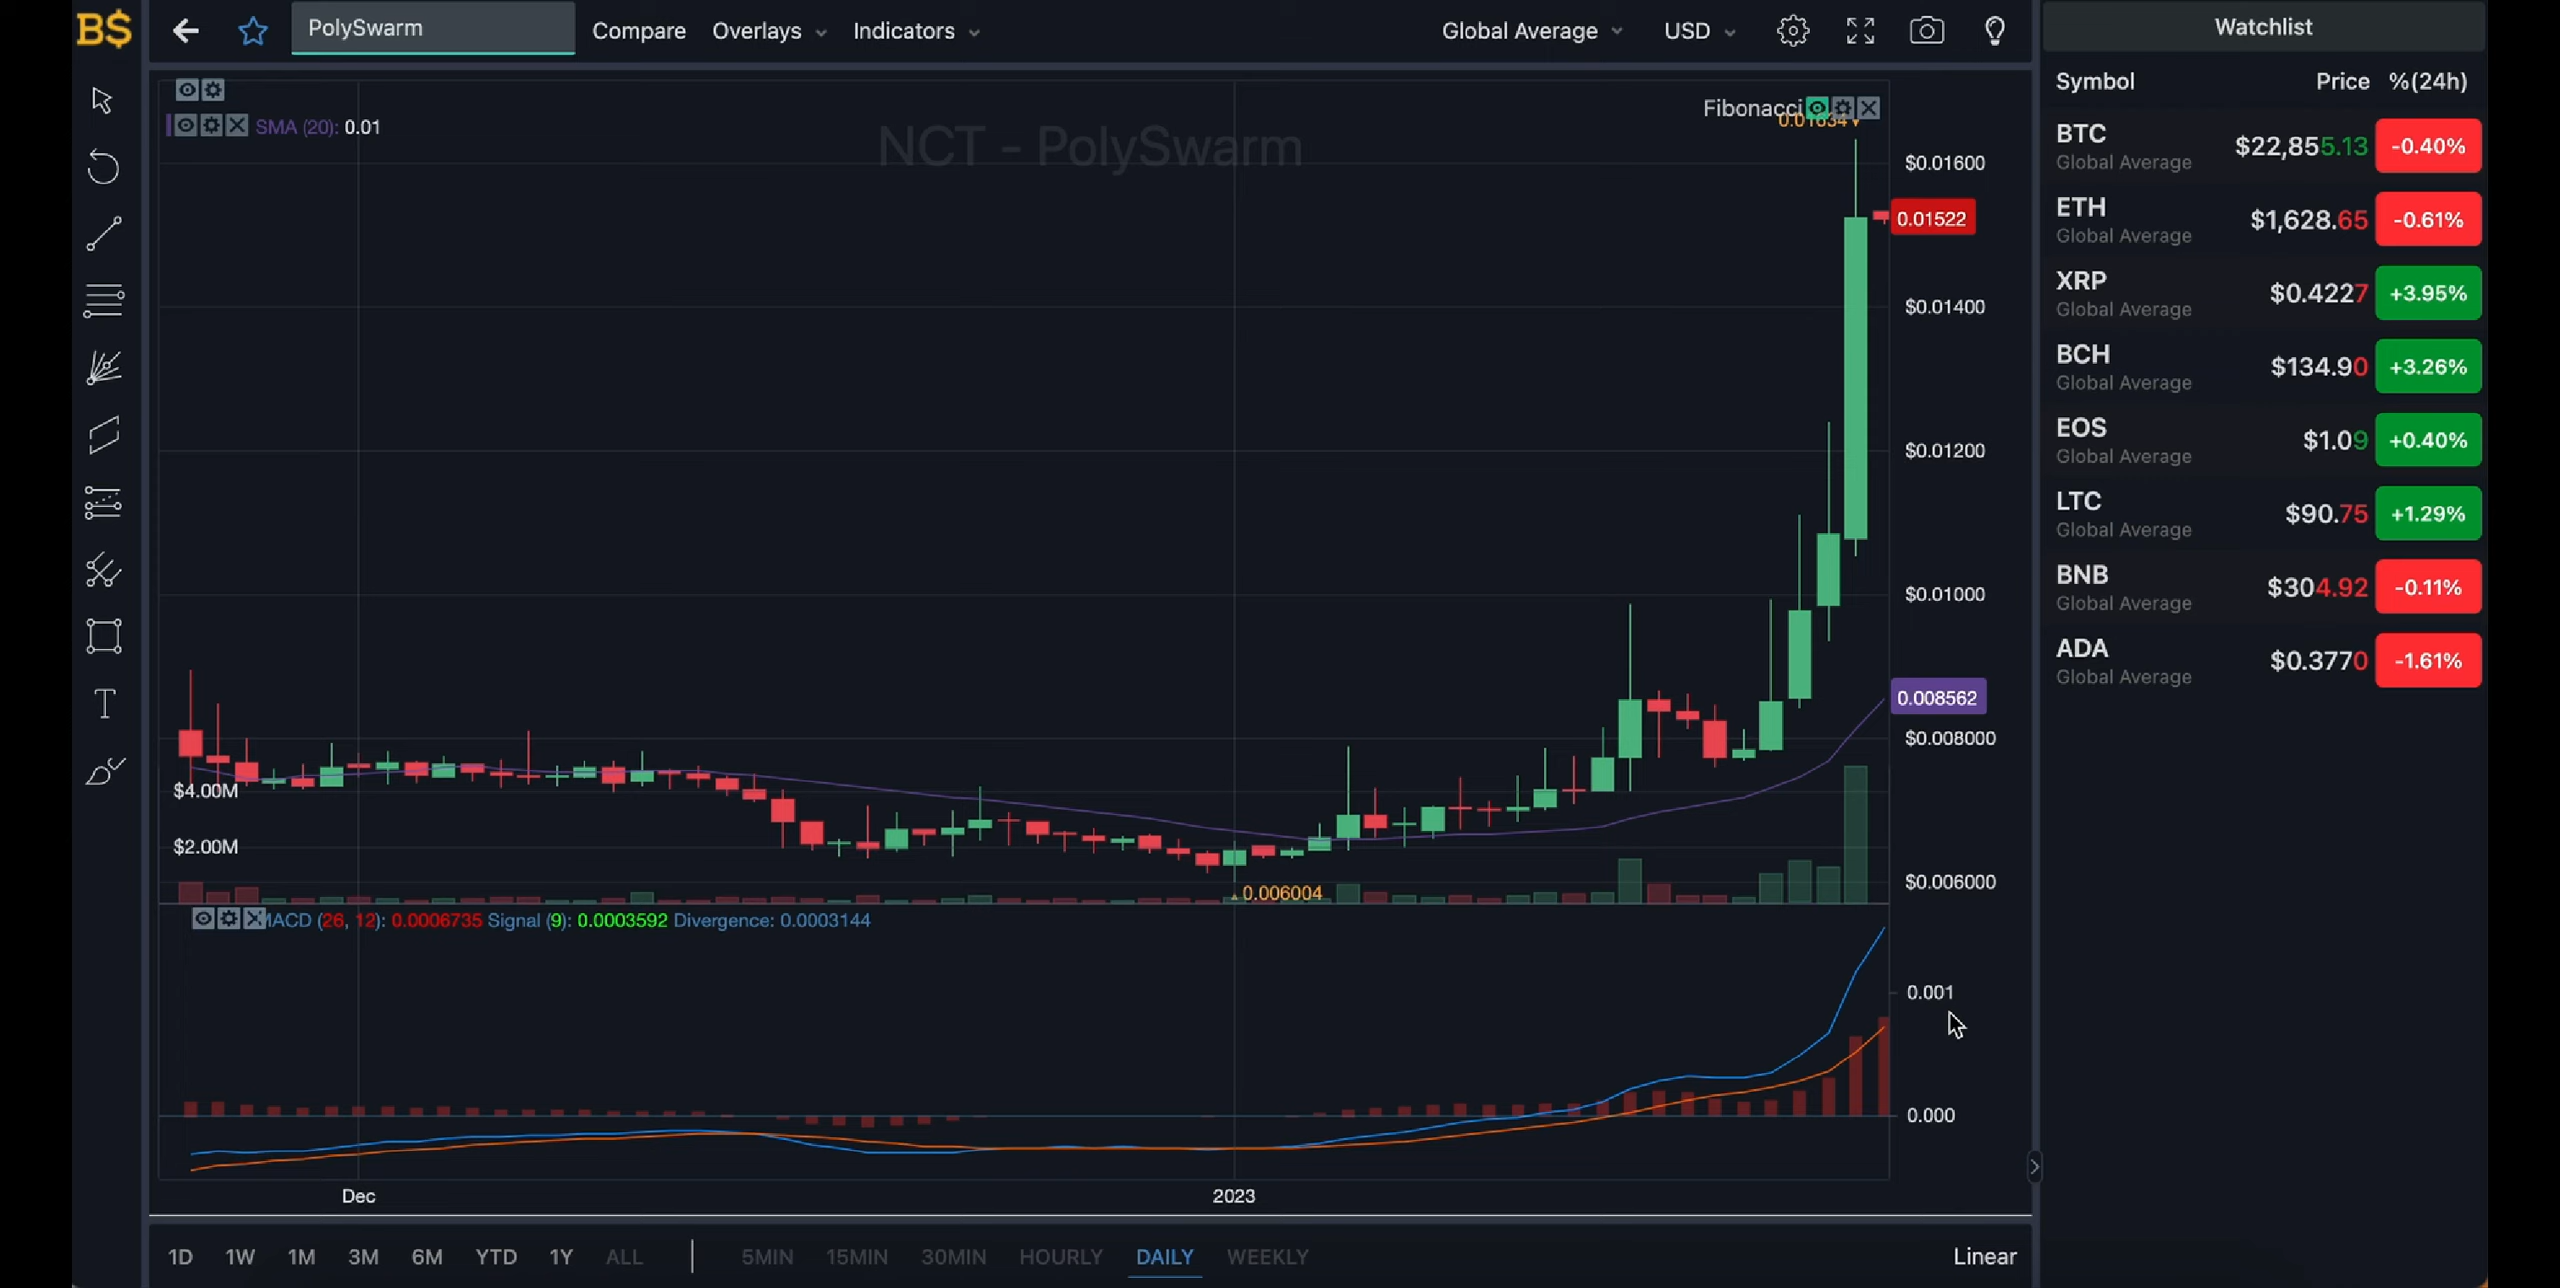 B$
PolySwarm
Compare
Overlays
Indicators
Global Average
USD
SMA (20): 0.01
NCT - PolySwarm
Fibonacci
0.01634
$0.01600
0.01522
$0.01400
$0.01200
$0.01000
0.008562
$0.008000
$0.006000
$4.00M
$2.00M
0.006004
MACD (26, 12): 0.0006735 Signal (9): 0.0003592 Divergence: 0.0003144
0.001
0.000
Dec
2023
1D 1W 1M 3M 6M YTD 1Y ALL
5MIN 15MIN 30MIN HOURLY DAILY WEEKLY
Linear
Watchlist
Symbol Price %(24h)
BTC $22,855.13 -0.40%
Global Average
ETH $1,628.65 -0.61%
Global Average
XRP $0.4227 +3.95%
Global Average
BCH $134.90 +3.26%
Global Average
EOS $1.09 +0.40%
Global Average
LTC $90.75 +1.29%
Global Average
BNB $304.92 -0.11%
Global Average
ADA $0.3770 -1.61%
Global Average